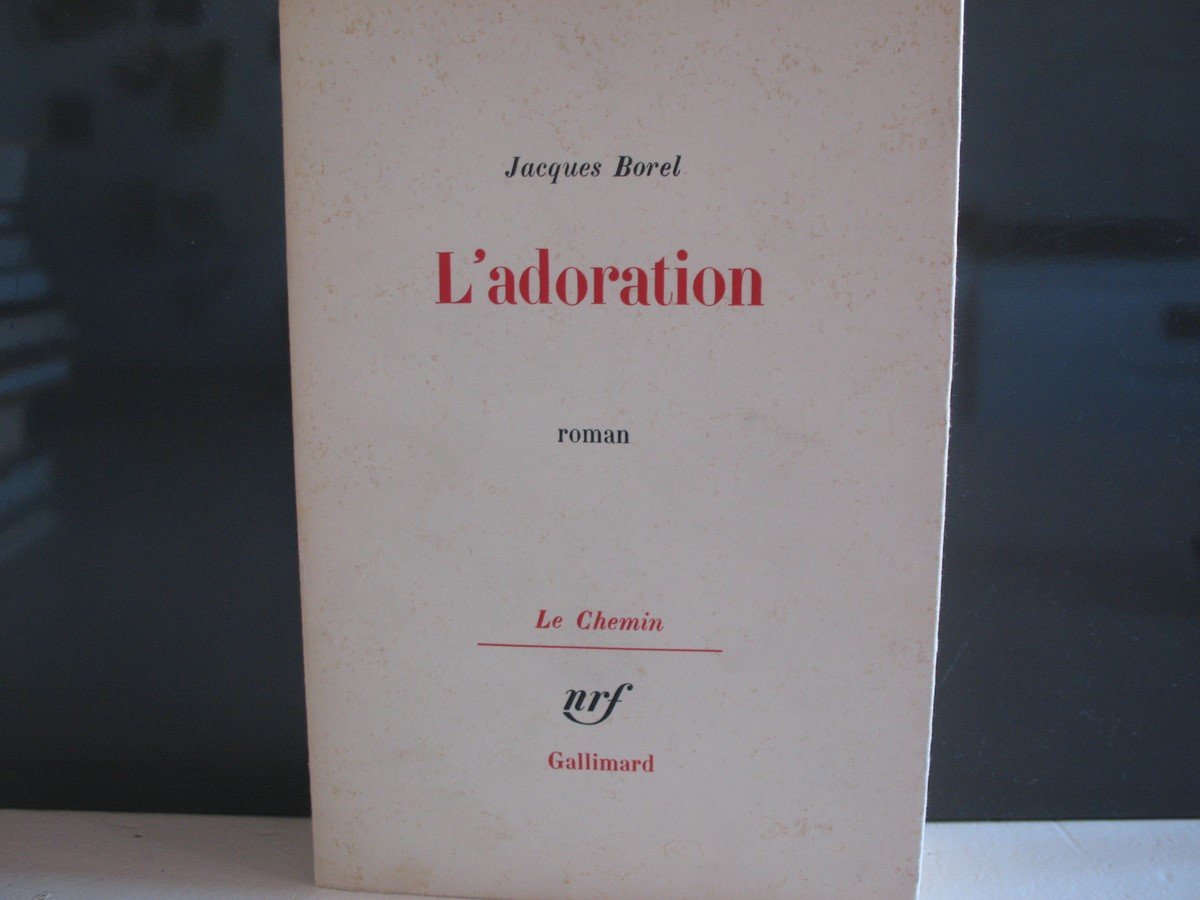 Jacques Borel
L'adoration
roman
Le Chemin
nrf
Gallimard